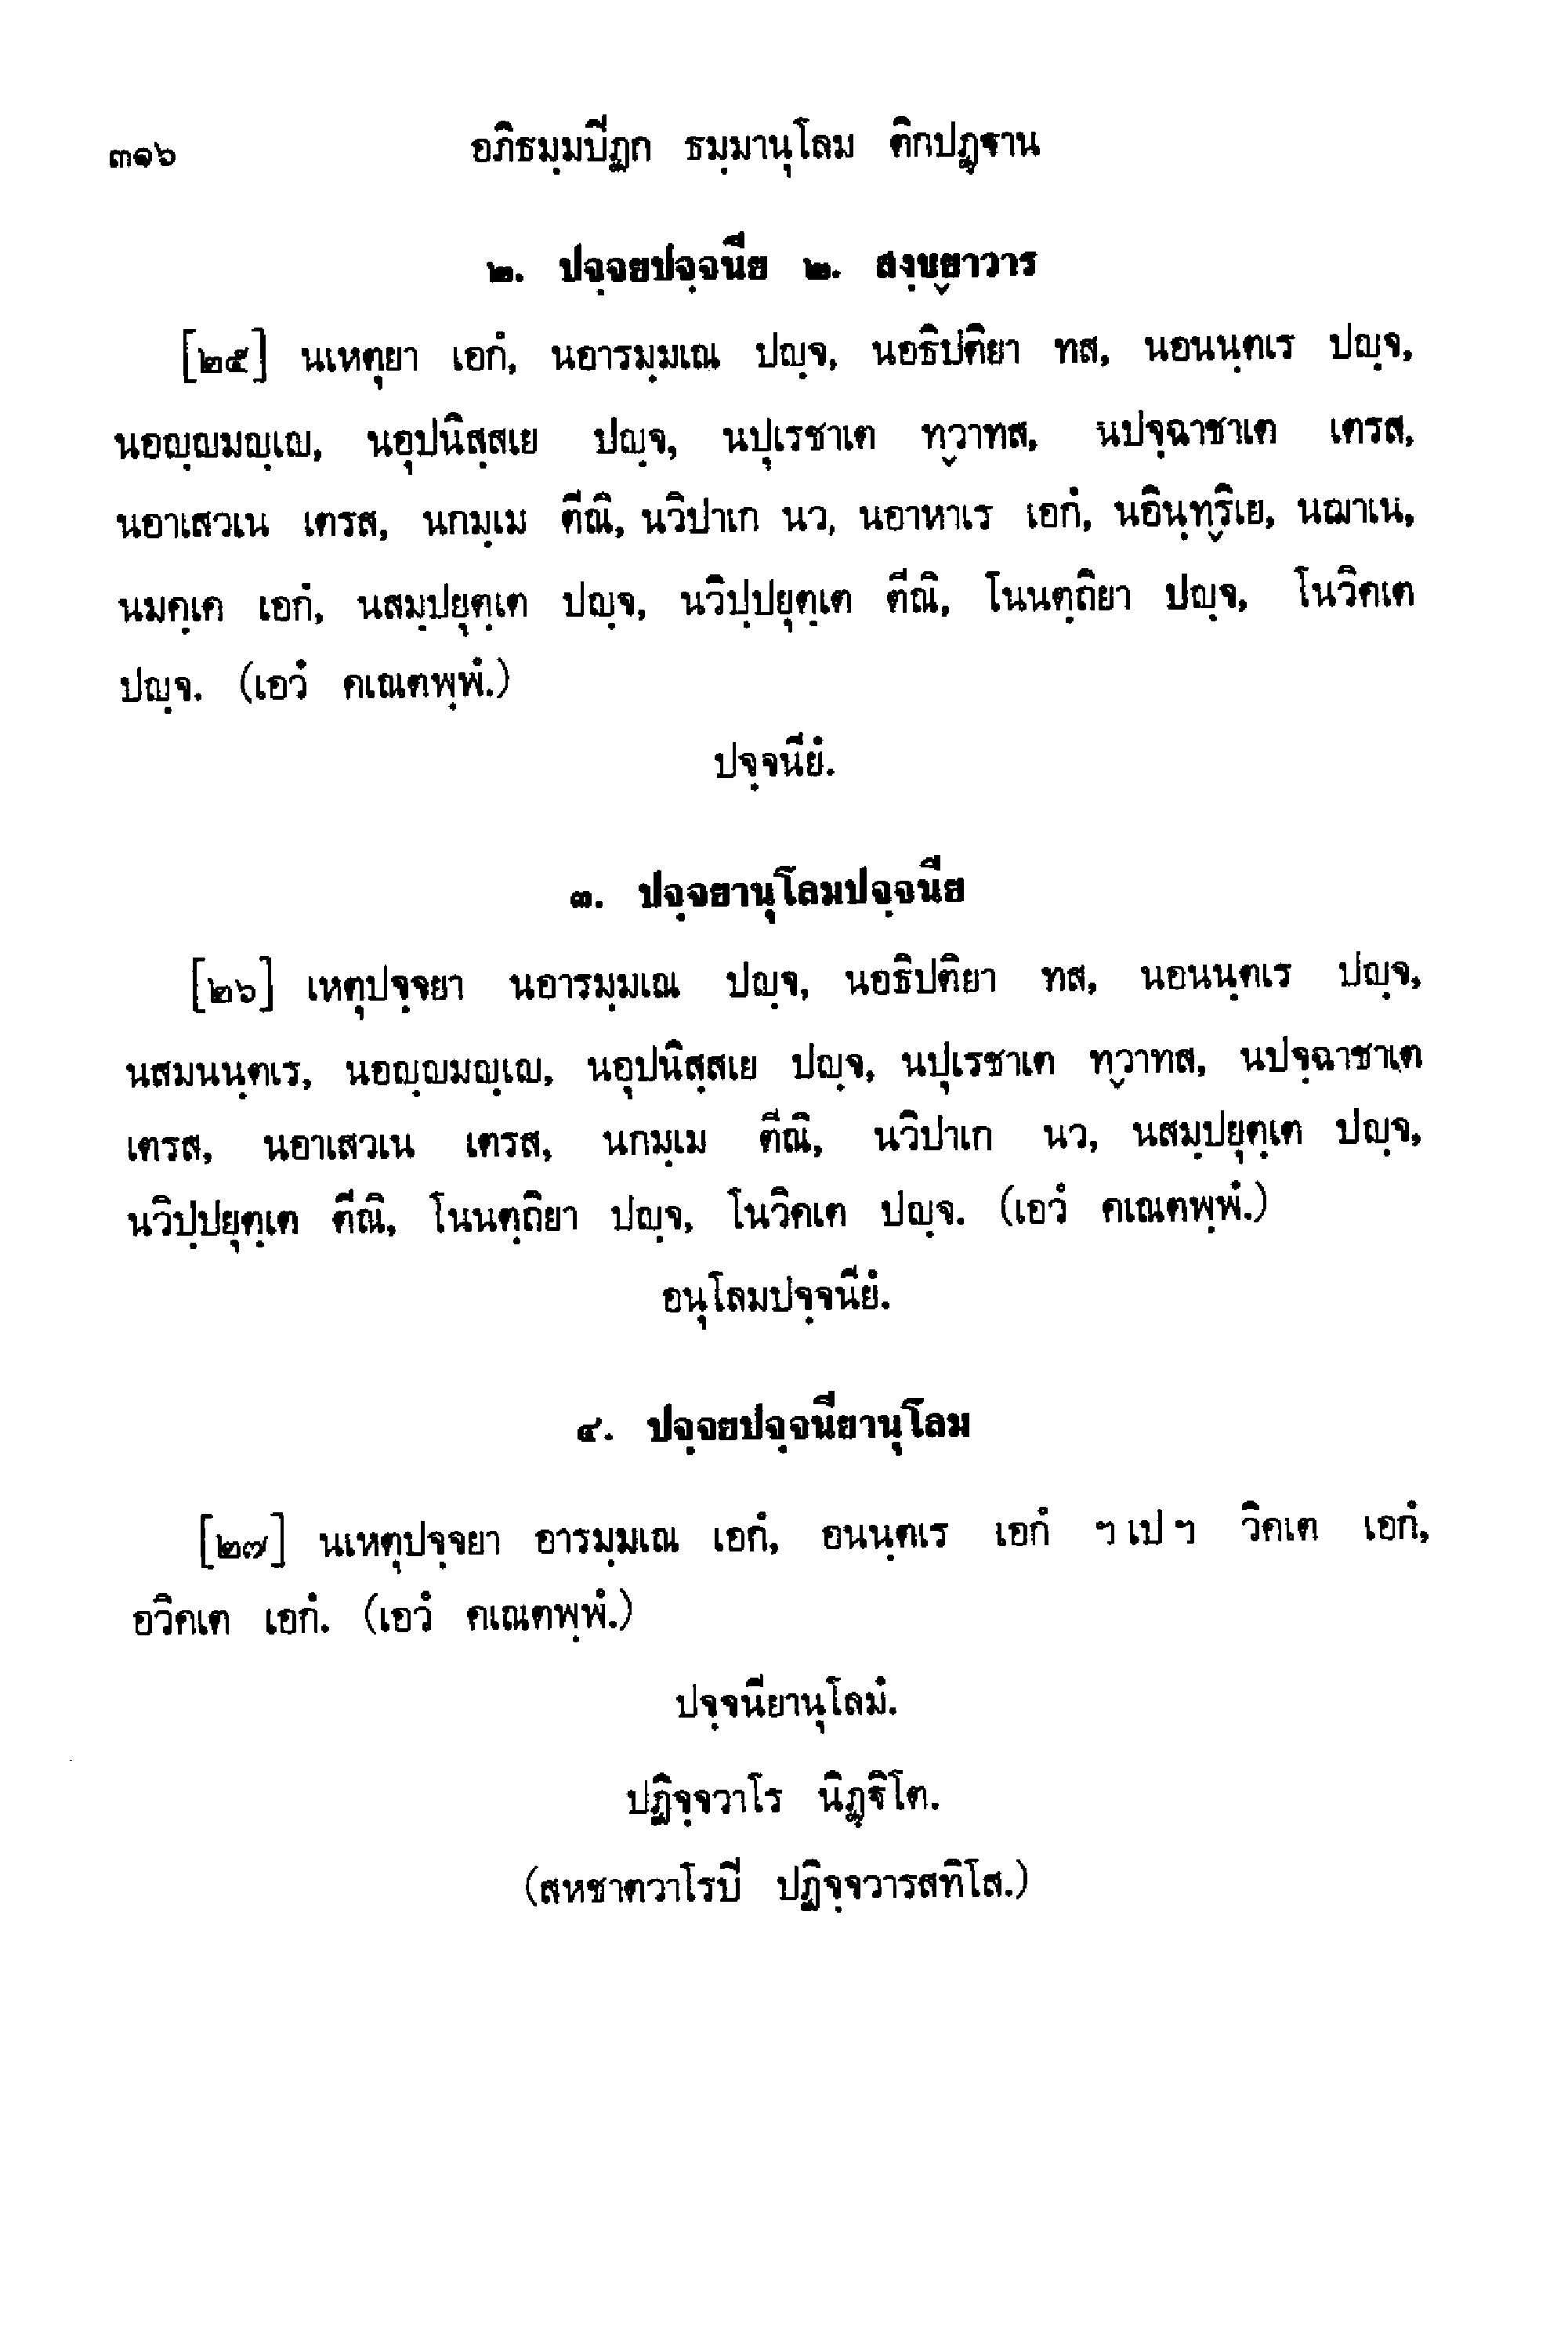 ๓๑๖ อภิธมฺมปีฏก ธมฺมานุโลม ติกปฏฺฐาน
๒. ปจฺจยปจฺจนีย ๒. สงฺขฺยาวาร
[๒๕] นเหตุยา เอกํ, นอารมฺมเณ ปญฺจ, นอธิปติยา ทส, นอนนฺตเร ปญฺจ,
นอญฺญมญฺเญ, นอุปนิสฺสเย ปญฺจ, นปุเรชาเต ทฺวาทส, นปจฺฉาชาเต เตรส,
นอาเสวเน เตรส, นกมฺเม ตีณิ, นวิปาเก นว, นอาหาเร เอกํ, นอินฺทฺริเย, นฌาเน,
นมคฺเค เอกํ, นสมฺปยุตฺเต ปญฺจ, นวิปฺปยุตฺเต ตีณิ, โนนตฺถิยา ปญฺจ, โนวิคเต
ปญฺจ. (เอวํ คเณตพฺพํ.)
ปจฺจนียํ.
๓. ปจฺจยานุโลมปจฺจนีย
[๒๖] เหตุปจฺจยา นอารมฺมเณ ปญฺจ, นอธิปติยา ทส, นอนนฺตเร ปญฺจ,
นสมนนฺตเร, นอญฺญมญฺเญ, นอุปนิสฺสเย ปญฺจ, นปุเรชาเต ทฺวาทส, นปจฺฉาชาเต
เตรส, นอาเสวเน เตรส, นกมฺเม ตีณิ, นวิปาเก นว, นสมฺปยุตฺเต ปญฺจ,
นวิปฺปยุตฺเต ตีณิ, โนนตฺถิยา ปญฺจ, โนวิคเต ปญฺจ. (เอวํ คเณตพฺพํ.)
อนุโลมปจฺจนียํ.
๔. ปจฺจยปจฺจนียานุโลม
[๒๗] นเหตุปจฺจยา อารมฺมเณ เอกํ, อนนฺตเร เอกํ ฯ เป ฯ วิคเต เอกํ,
อวิคเต เอกํ. (เอวํ คเณตพฺพํ.)
ปจฺจนียานุโลมํ.
ปฏิจฺจวาโร นิฏฺฐิโต.
(สหชาตวาโรปี ปฏิจฺจวารสทิโส.)